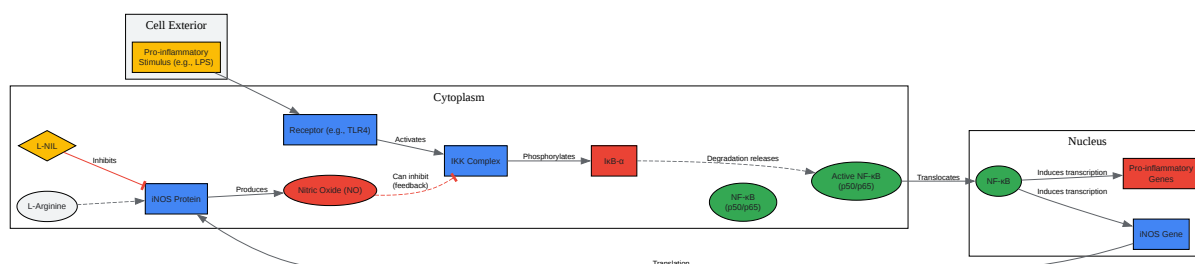 Cell Exterior
Pro-inflammatory
Stimulus (e.g., LPS)
Cytoplasm
Receptor (e.g., TLR4)
Activates
L-NIL
Inhibits
IKK Complex
Phosphorylates
IκB-α
Degradation releases
Can inhibit
(feedback)
L-Arginine
iNOS Protein
Produces
Nitric Oxide (NO)
NF-κB
(p50/p65)
Active NF-κB
(p50/p65)
Translocates
Nucleus
NF-κB
Induces transcription
Pro-inflammatory
Genes
Induces transcription
iNOS Gene
Translation